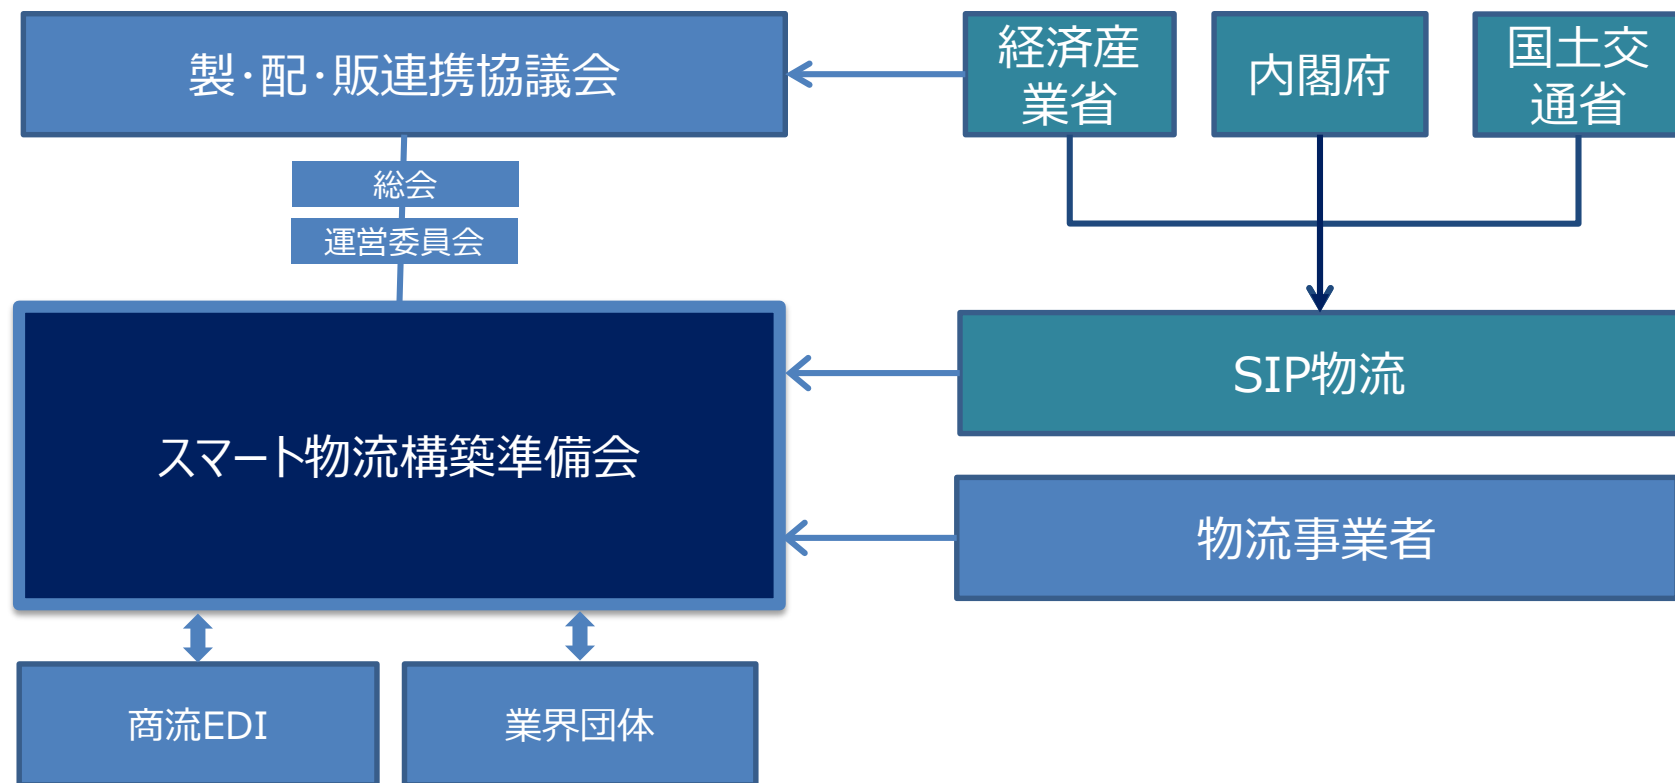 製・配・販連携協議会
経済産
業省
内閣府
国土交
通省
総会
運営委員会
スマート物流構築準備会
SIP物流
物流事業者
商流EDI
業界団体